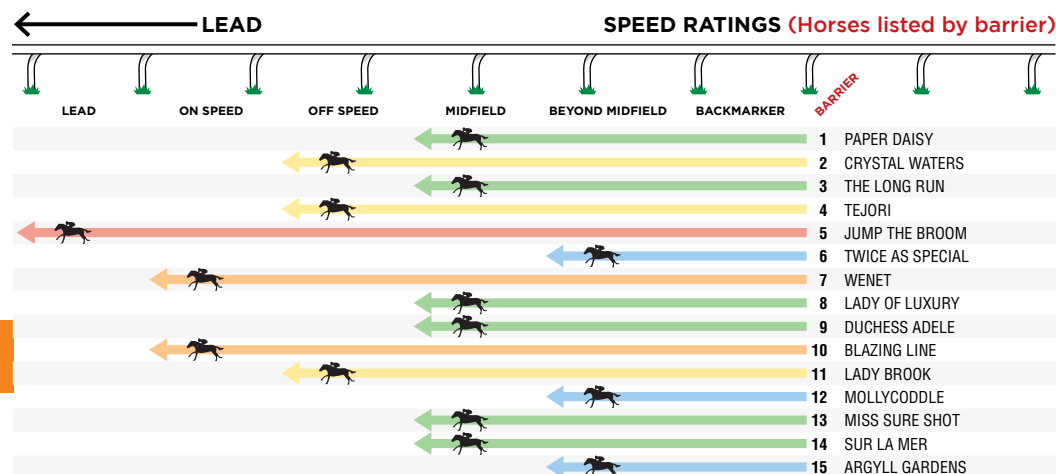 LEAD SPEED RATINGS (Horses listed by barrier)
LEAD ON SPEED OFF SPEED MIDFIELD BEYOND MIDFIELD BACKMARKER BARRIER
1 PAPER DAISY
2 CRYSTAL WATERS
3 THE LONG RUN
4 TEJORI
5 JUMP THE BROOM
6 TWICE AS SPECIAL
7 WENET
8 LADY OF LUXURY
9 DUCHESS ADELE
10 BLAZING LINE
11 LADY BROOK
12 MOLLYCODDLE
13 MISS SURE SHOT
14 SUR LA MER
15 ARGYLL GARDENS